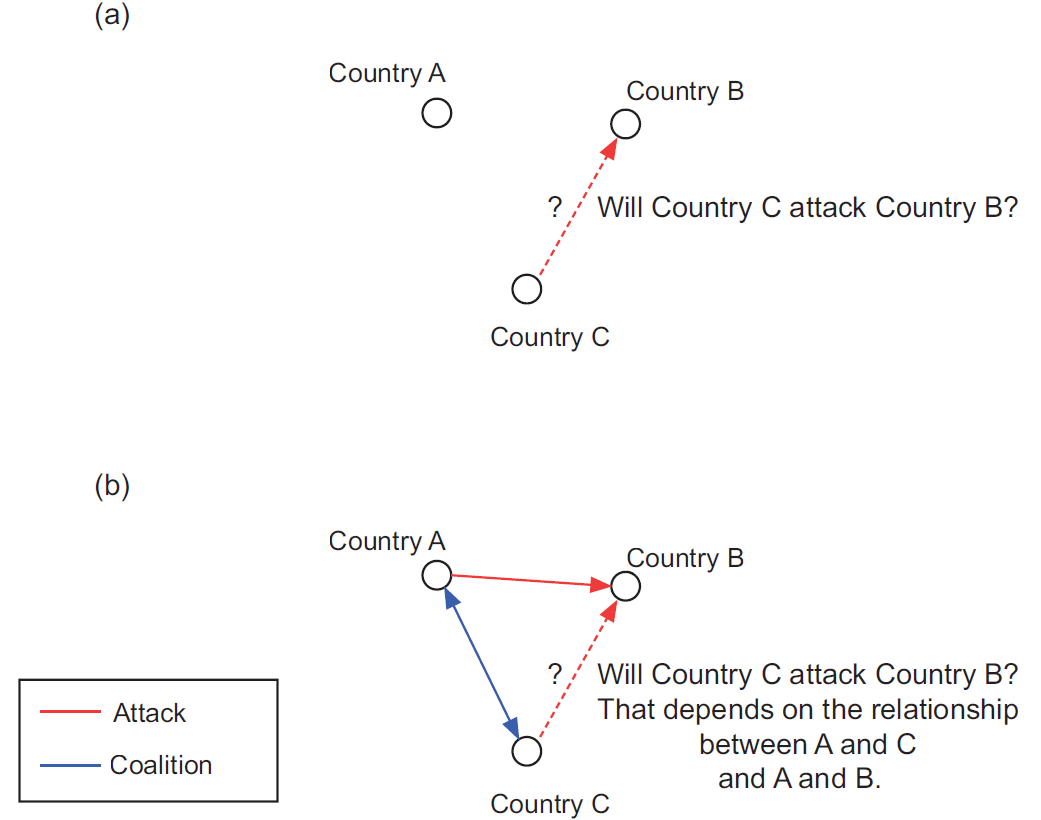 (a)
Country A
Country B
? Will Country C attack Country B?
Country C
(b)
Country A
Country B
? Will Country C attack Country B?
That depends on the relationship
between A and C
and A and B.
Attack
Coalition
Country C